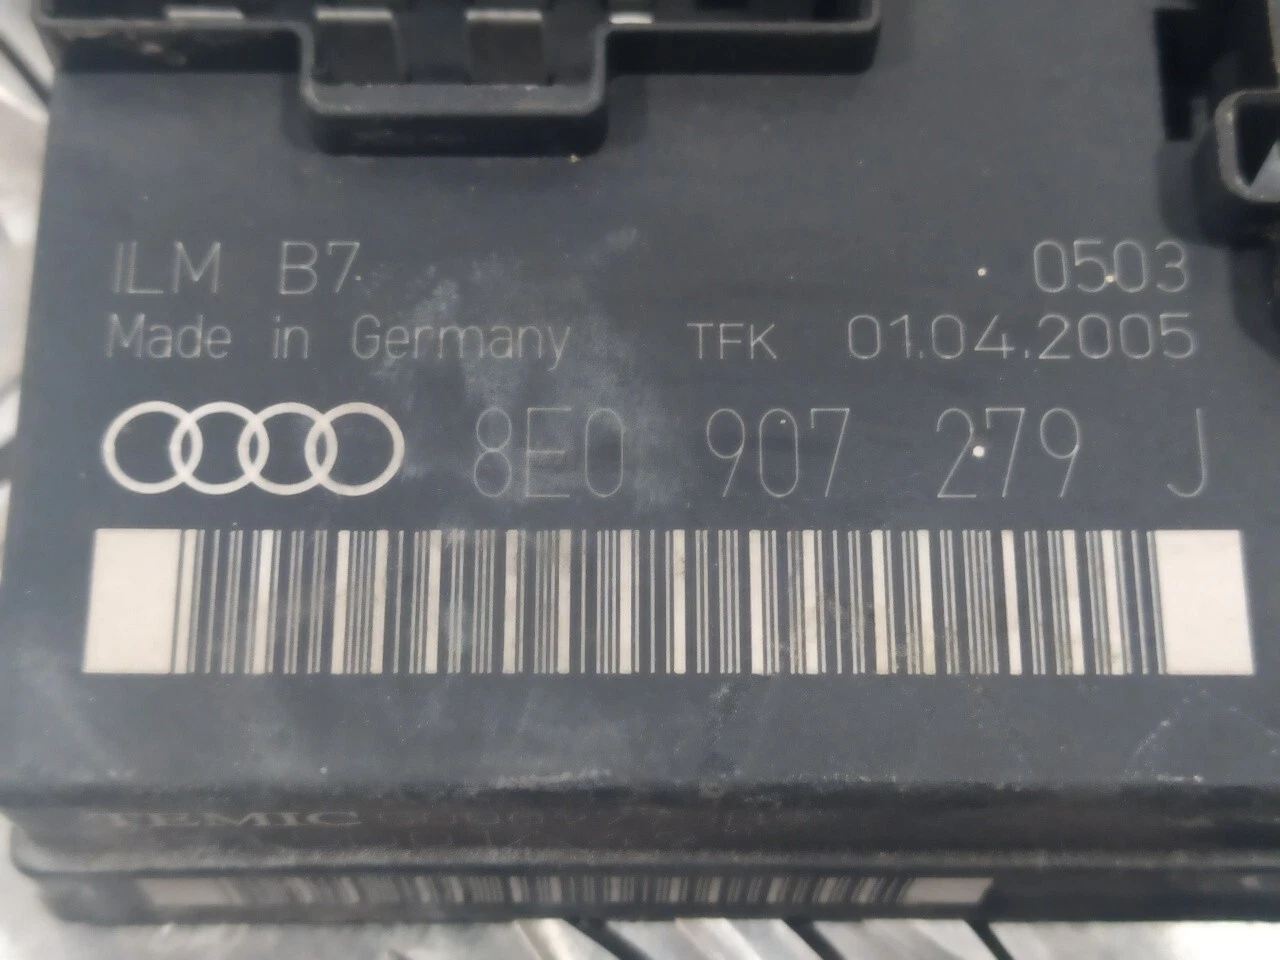 ILM B7 0503
Made in Germany TFK 01.04.2005
8E0 907 279 J
TEMIC